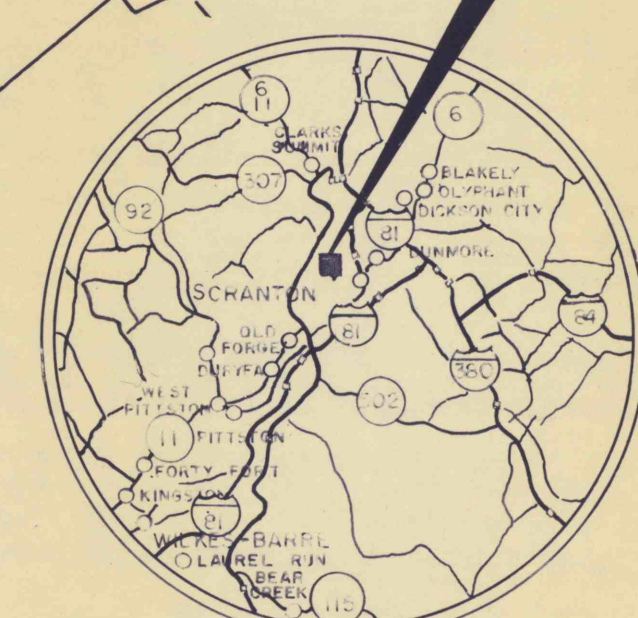 6
11
6
CLARKS
SUMMIT
307
BLAKELY
OLYPHANT
DICKSON CITY
92
81
DUNMORE
SCRANTON
81
84
OLD
FORGE
DURYEA
380
WEST
PITTSTON
502
11
PITTSTON
FORTY FORT
KINGSTON
81
WILKES-BARRE
LAUREL RUN
BEAR
CREEK
115